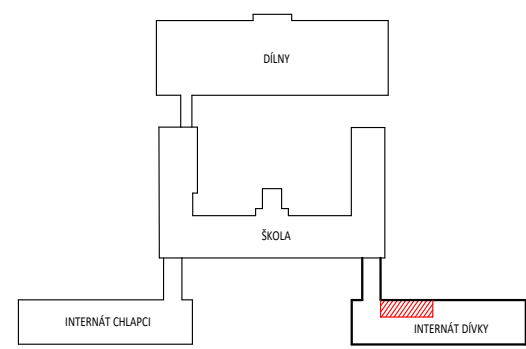 DÍLNY
ŠKOLA
INTERNÁT CHLAPCI
INTERNÁT DÍVKY